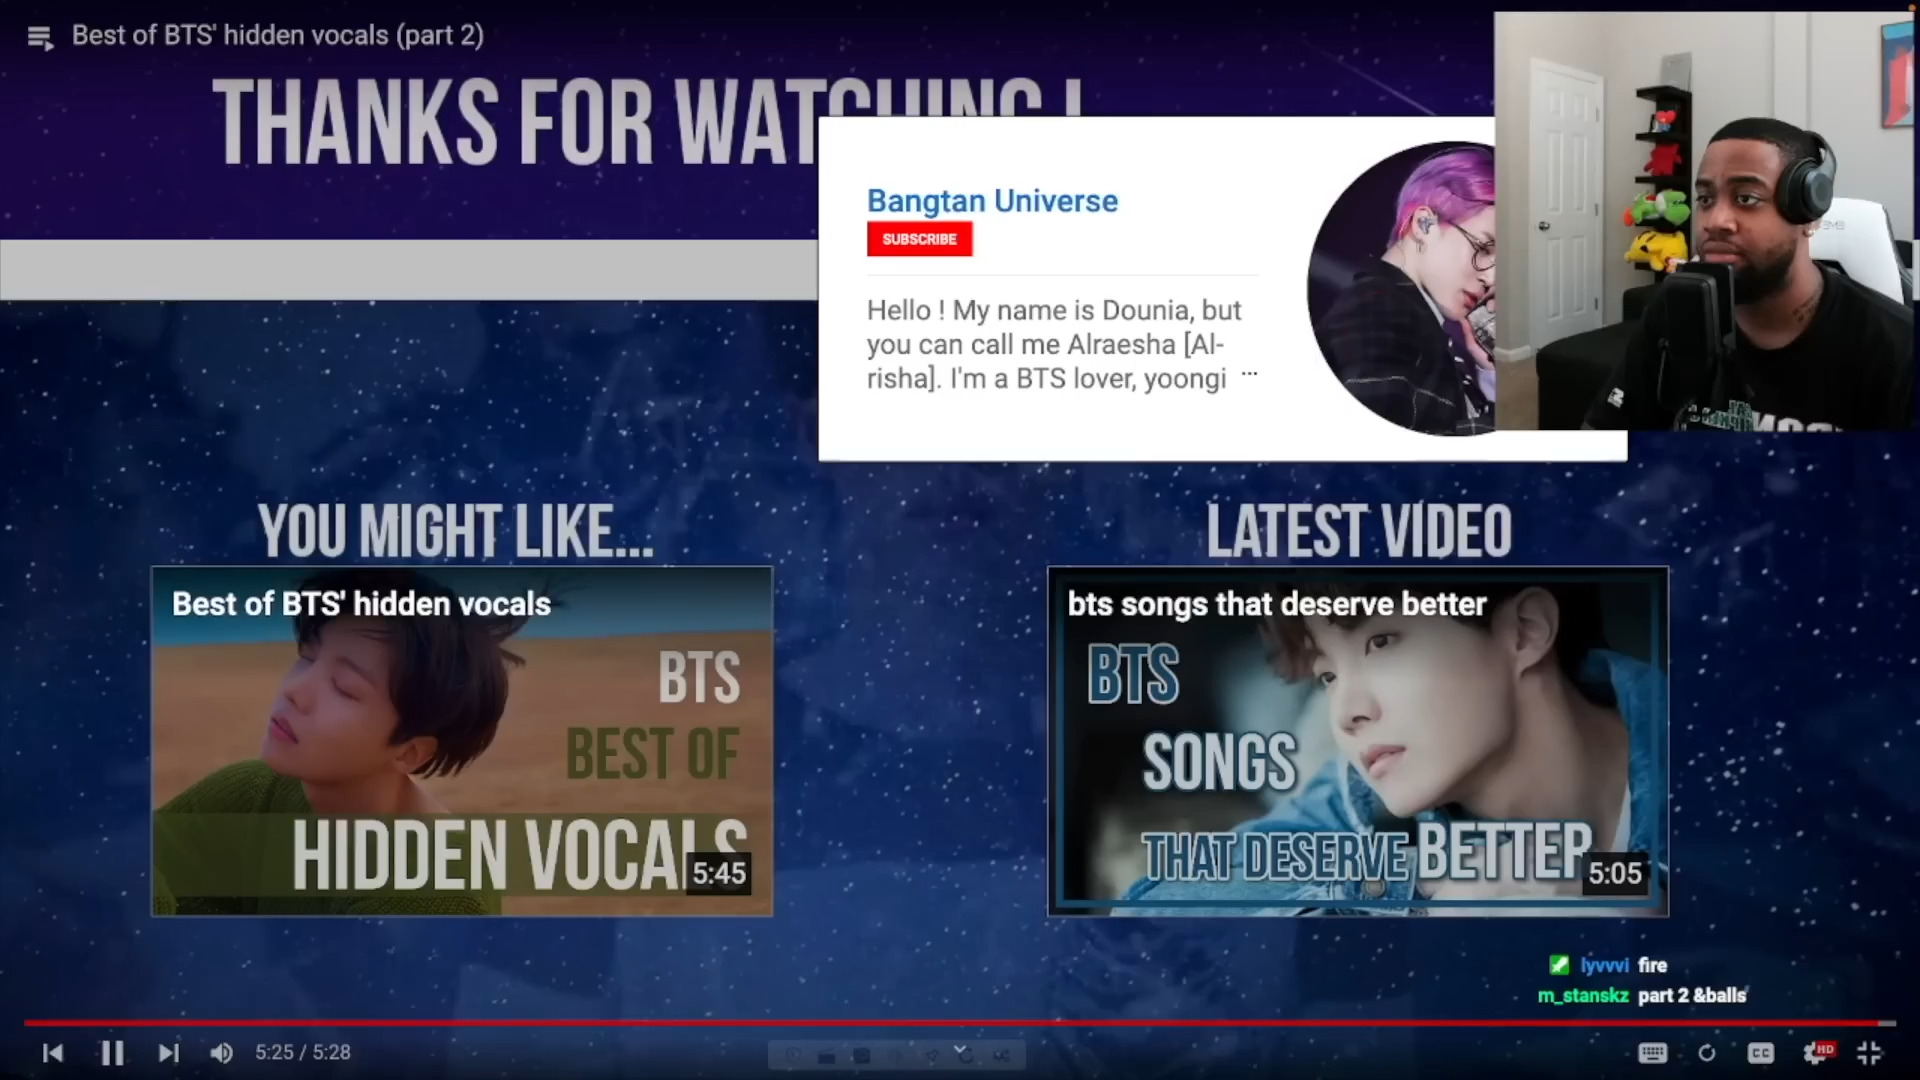 Best of BTS' hidden vocals (part 2)
THANKS FOR WATCHING !
Bangtan Universe
SUBSCRIBE
Hello ! My name is Dounia, but
you can call me Alraesha [Al-
risha]. I'm a BTS lover, yoongi ...
YOU MIGHT LIKE...
LATEST VIDEO
Best of BTS' hidden vocals
BTS
BEST OF
HIDDEN VOCALS
5:45
bts songs that deserve better
BTS
SONGS
THAT DESERVE BETTER
5:05
lyvvvi fire
m_stanskz part 2 &balls
5:25 / 5:28
CC
HD